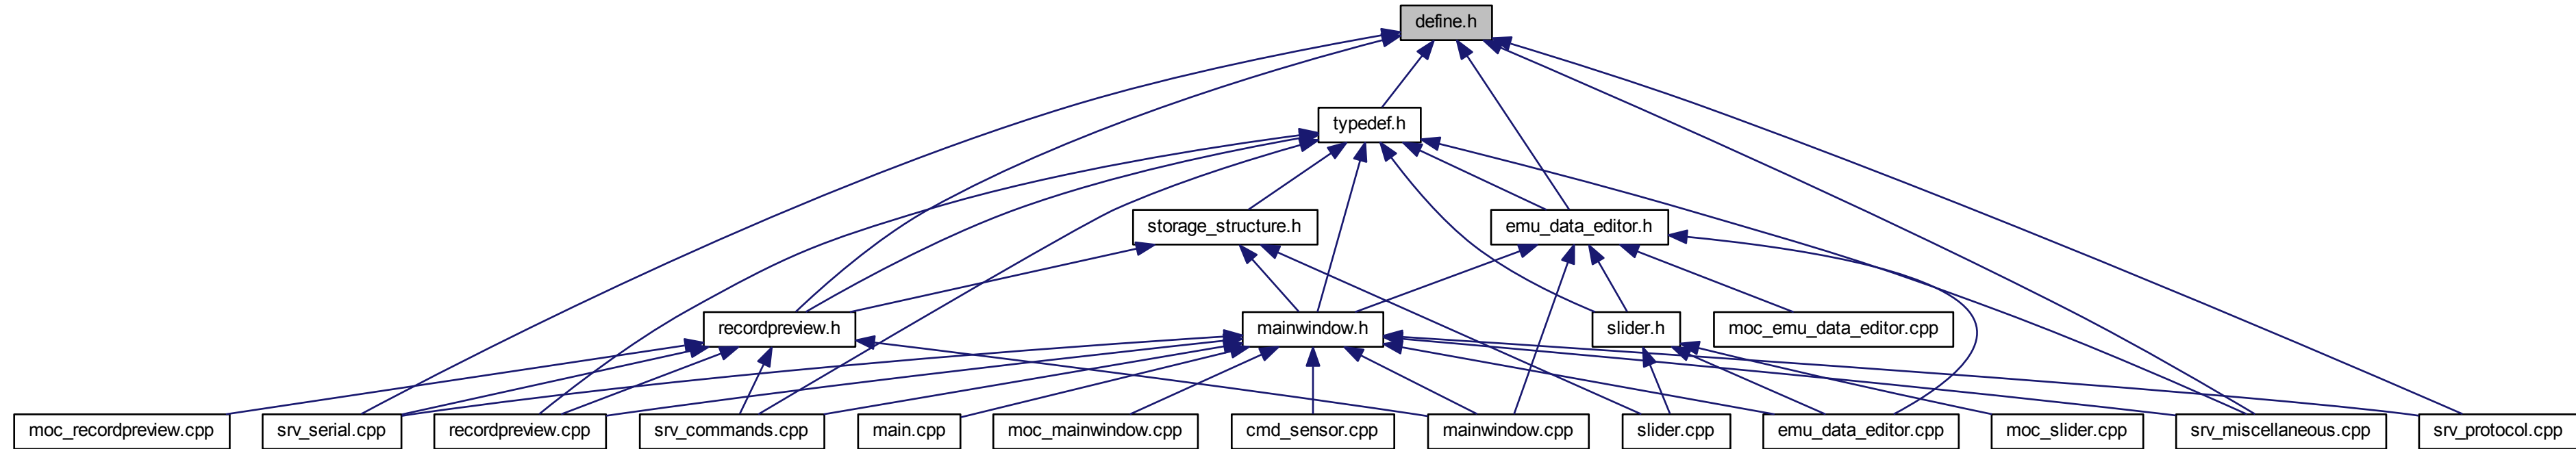 define.h
typedef.h
storage_structure.h
emu_data_editor.h
recordpreview.h
mainwindow.h
slider.h
moc_emu_data_editor.cpp
moc_recordpreview.cpp
srv_serial.cpp
recordpreview.cpp
srv_commands.cpp
main.cpp
moc_mainwindow.cpp
cmd_sensor.cpp
mainwindow.cpp
slider.cpp
emu_data_editor.cpp
moc_slider.cpp
srv_miscellaneous.cpp
srv_protocol.cpp